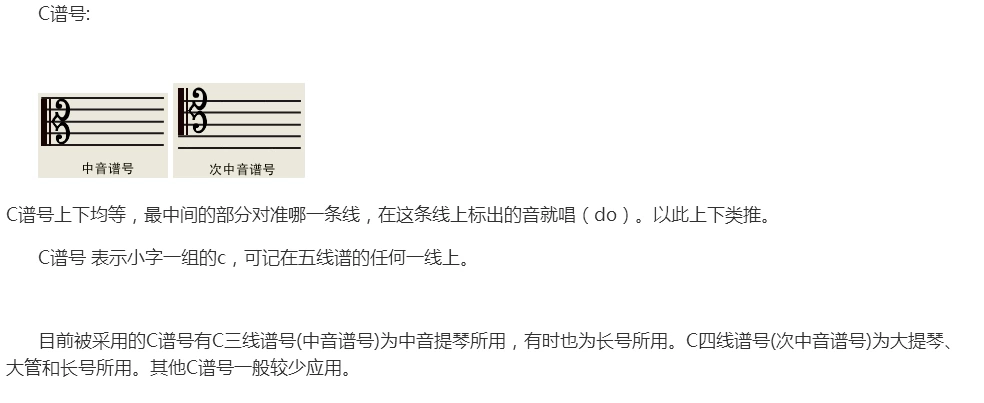 C谱号:
中音谱号
次中音谱号
C谱号上下均等，最中间的部分对准哪一条线，在这条线上标出的音就唱（do）。以此上下类推。
C谱号 表示小字一组的c，可记在五线谱的任何一线上。
目前被采用的C谱号有C三线谱号(中音谱号)为中音提琴所用，有时也为长号所用。C四线谱号(次中音谱号)为大提琴、
大管和长号所用。其他C谱号一般较少应用。